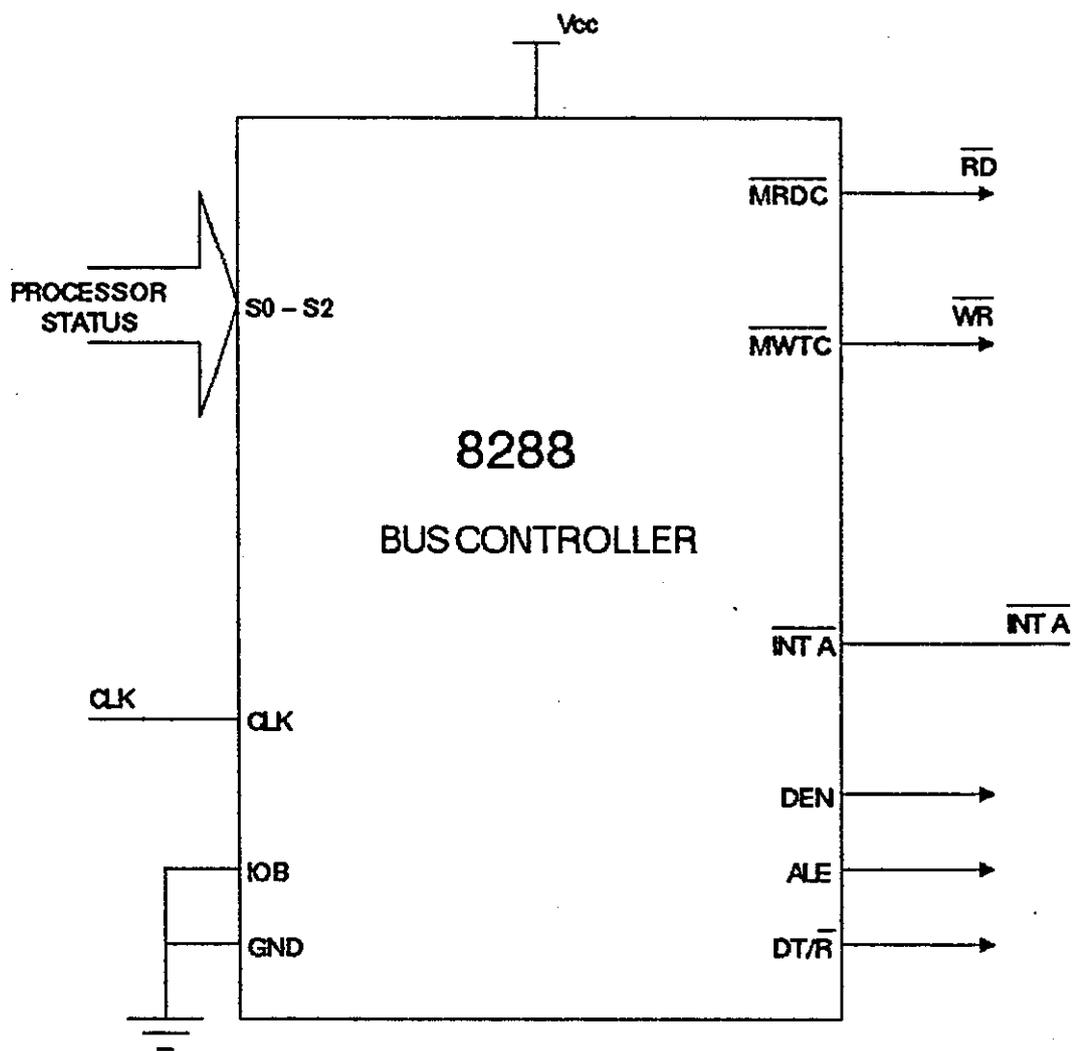 Vcc
PROCESSOR
STATUS
S0 – S2
CLK
CLK
IOB
GND
8288
BUS CONTROLLER
MRDC
RD
MWTC
WR
INT A
INT A
DEN
ALE
DT/R